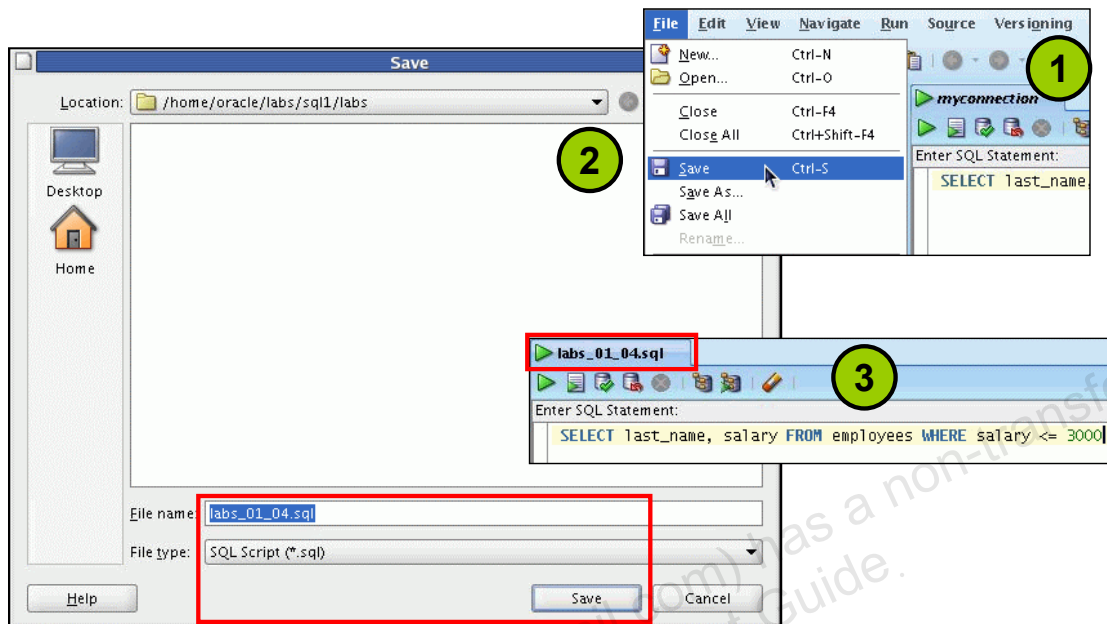 File Edit View Navigate Run Source Versioning
New... Ctrl-N
Open... Ctrl-O
Close Ctrl-F4
Close All Ctrl+Shift-F4
Save Ctrl-S
Save As...
Save All
Rename...
1
myconnection
Enter SQL Statement:
SELECT last_name,
Save
Location: /home/oracle/labs/sql1/labs
2
Desktop
Home
File name: labs_01_04.sql
File type: SQL Script (*.sql)
Help Save Cancel
labs_01_04.sql
3
Enter SQL Statement:
SELECT last_name, salary FROM employees WHERE salary <= 3000
com) has a non-transfe
Guide.